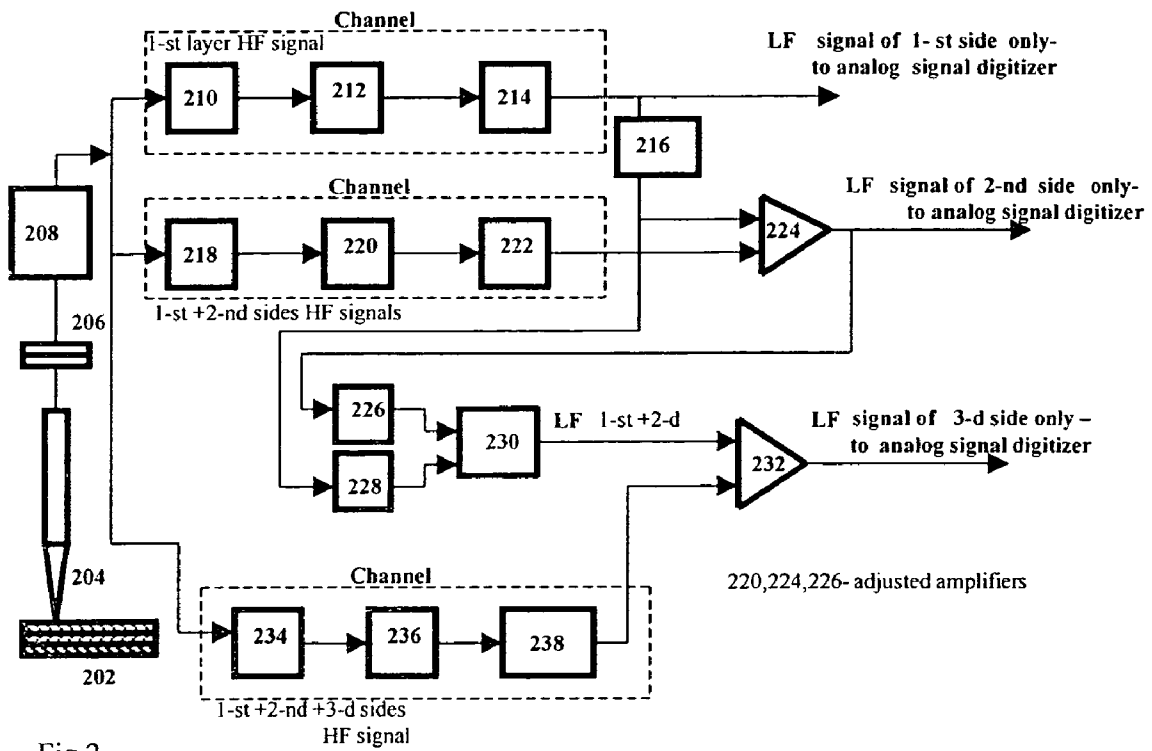 Channel
1-st layer HF signal
LF signal of 1- st side only-
to analog signal digitizer
210
212
214
216
Channel
LF signal of 2-nd side only-
to analog signal digitizer
208
218
220
222
224
1-st +2-nd sides HF signals
206
226
LF 1-st +2-d
LF signal of 3-d side only –
to analog signal digitizer
230
232
228
204
Channel
220,224,226- adjusted amplifiers
234
236
238
202
1-st +2-nd +3-d sides
HF signal
Fig 2